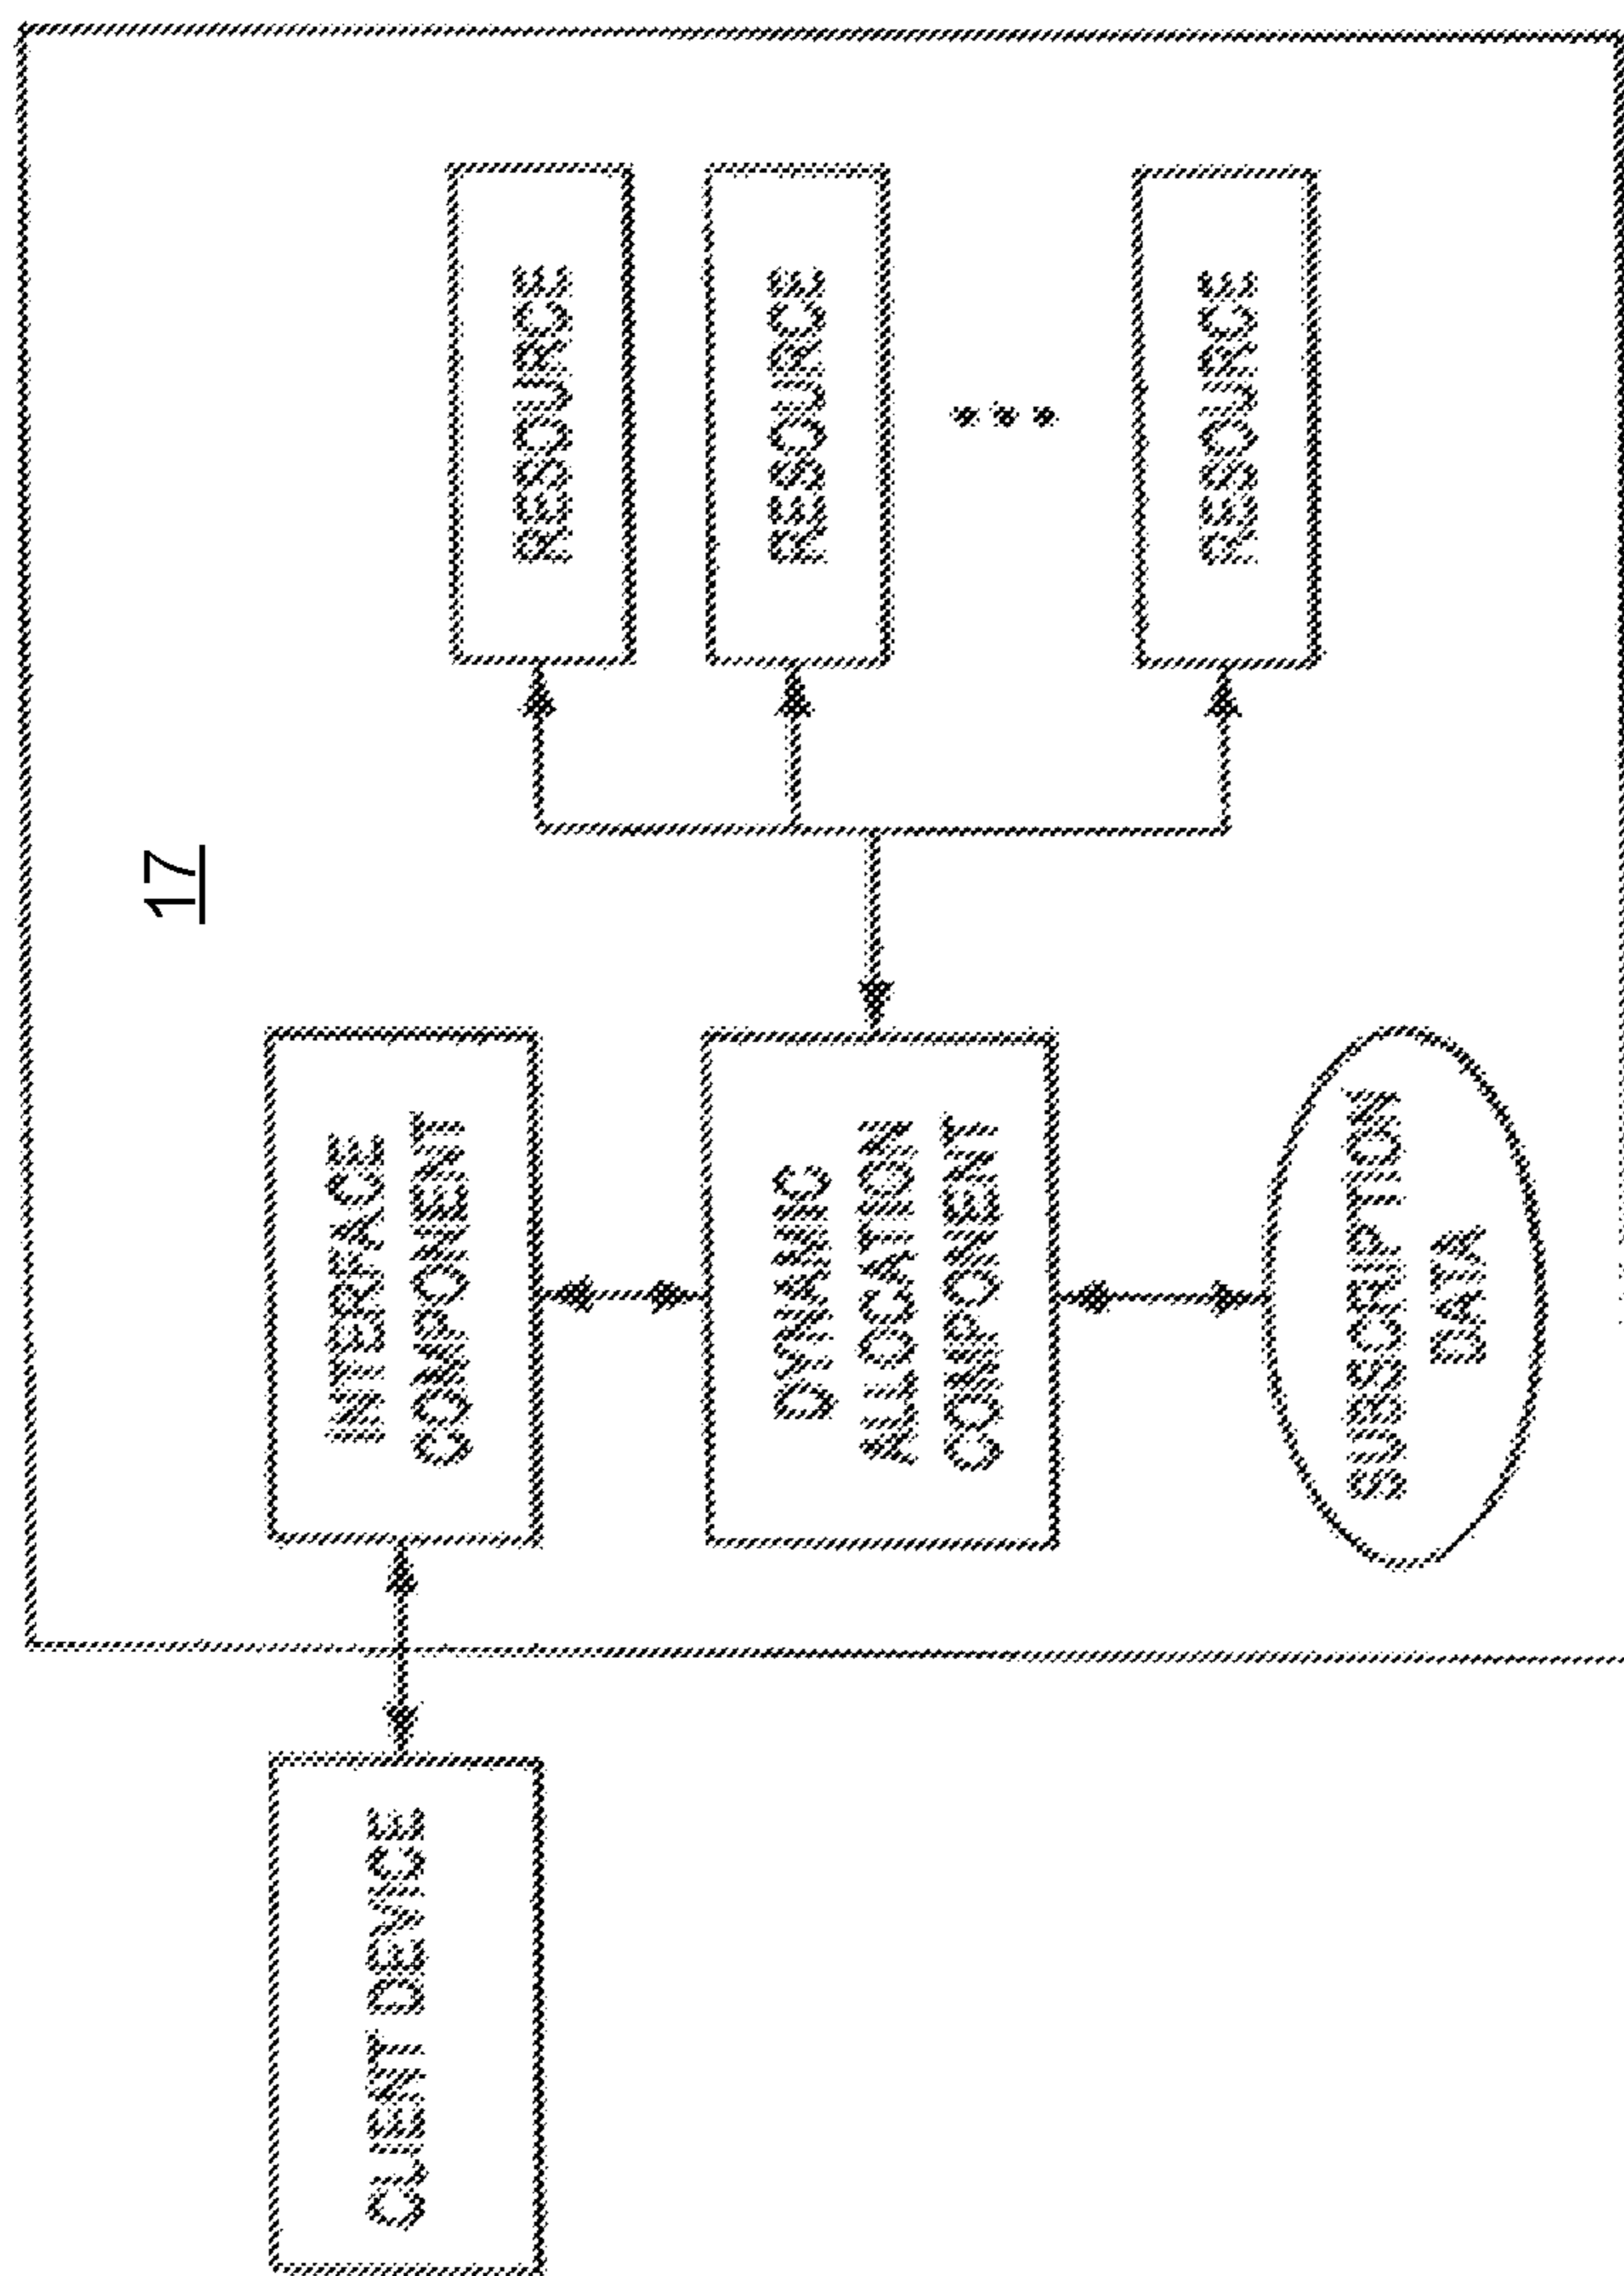 17
CLIENT DEVICE
INTERFACE
COMPONENT
DYNAMIC
ALLOCATION
COMPONENT
SUBSCRIPTION
DATA
RESOURCE
RESOURCE
RESOURCE